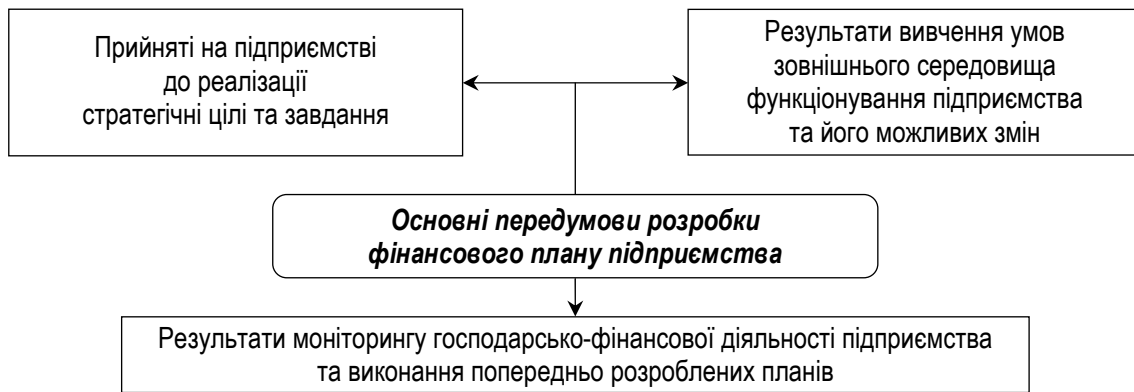 Прийняті на підприємстві
до реалізації
стратегічні цілі та завдання
Результати вивчення умов
зовнішнього середовища
функціонування підприємства
та його можливих змін
Основні передумови розробки
фінансового плану підприємства
Результати моніторингу господарсько-фінансової діяльності підприємства
та виконання попередньо розроблених планів